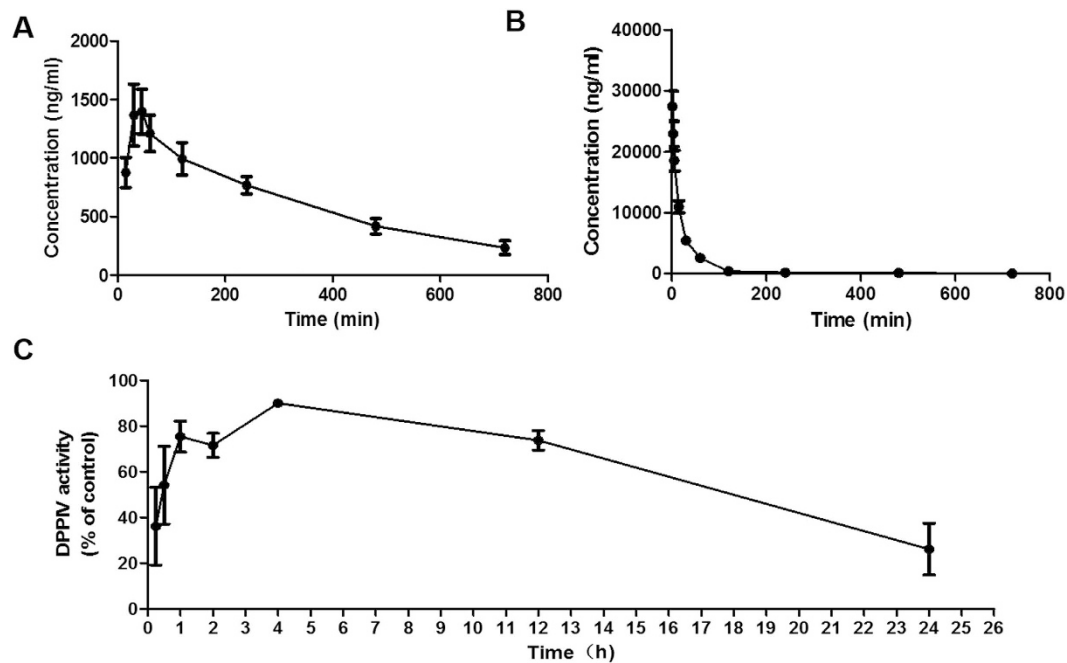 A
2000
1500
1000
500
0
Concentration (ng/ml)
0 200 400 600 800
Time (min)
B
40000
30000
20000
10000
0
Concentration (ng/ml)
0 200 400 600 800
Time (min)
C
100
80
60
40
20
0
DPPIV activity
(% of control)
0 1 2 3 4 5 6 7 8 9 10 11 12 13 14 15 16 17 18 19 20 21 22 23 24 25 26
Time（h)